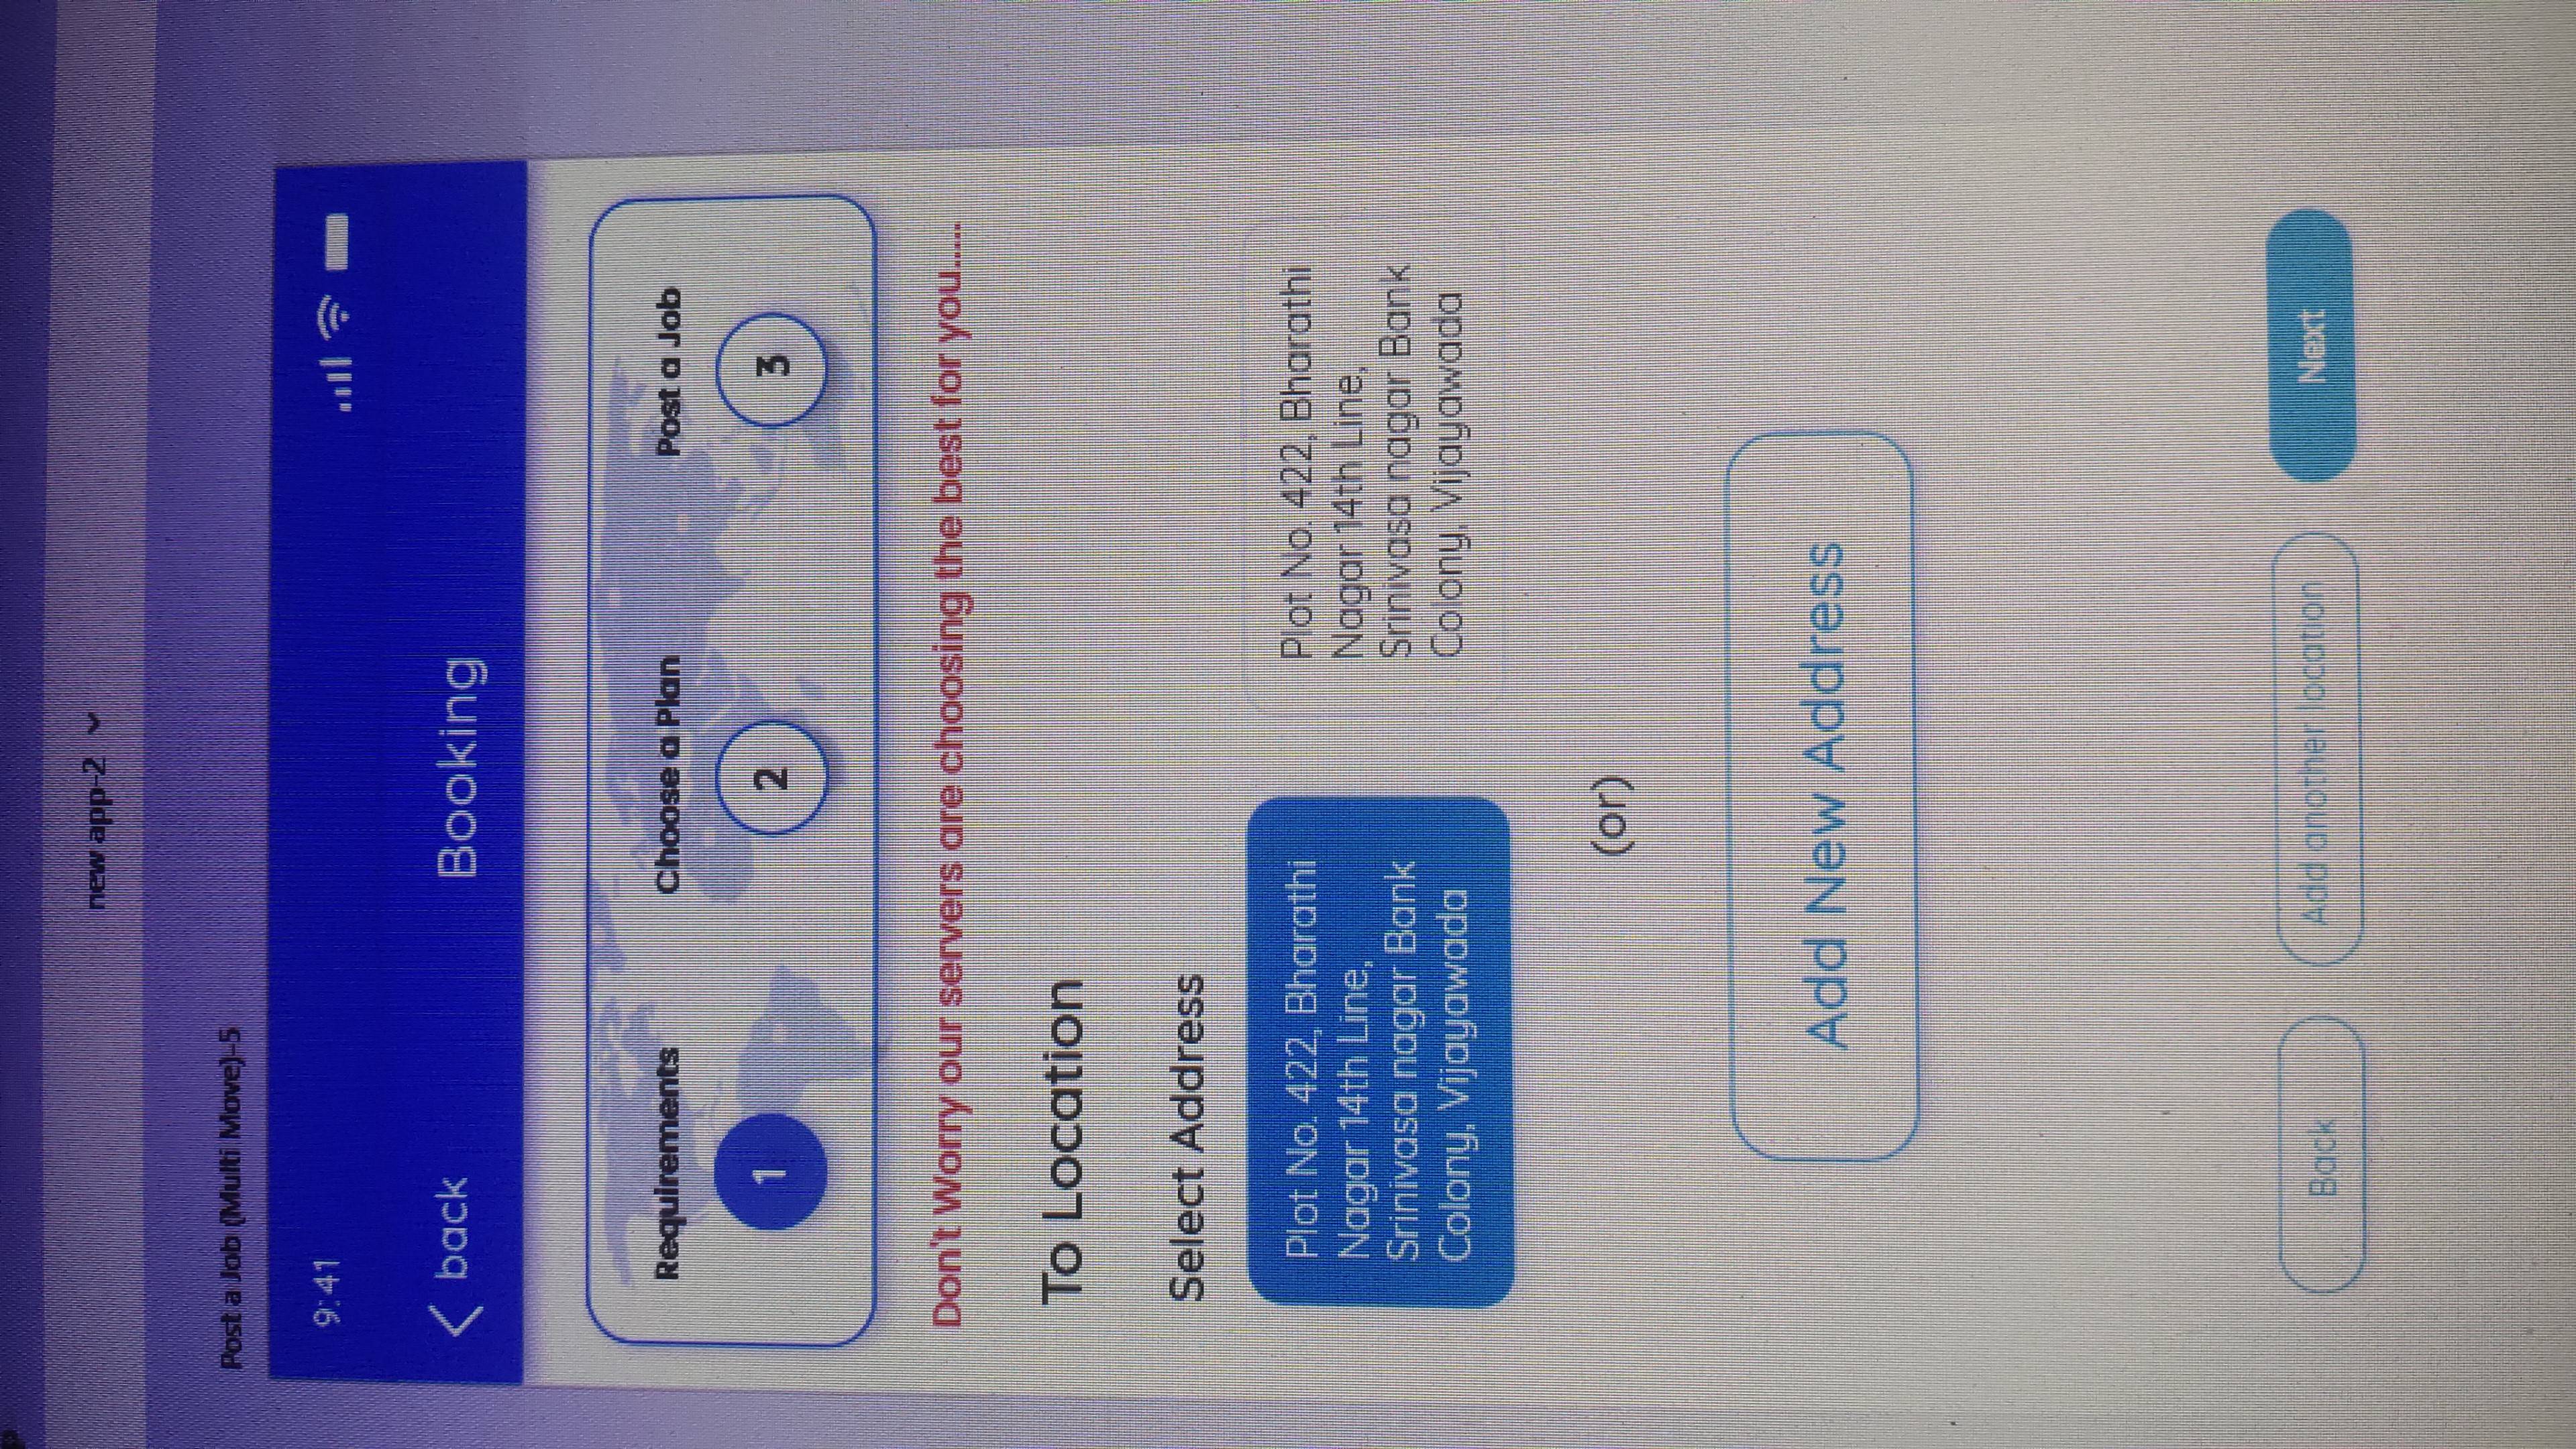 new app-2
Post a Job (Multi Move)-5
9:41
back
Booking
Requirements
Choose a Plan
Post a Job
1
2
3
Don't Worry our servers are choosing the best for you.....
To Location
Select Address
Plot No. 422, Bharathi
Nagar 14th Line,
Srinivasa nagar Bank
Colony, Vijayawada
Plot No. 422, Bharathi
Nagar 14th Line,
Srinivasa nagar Bank
Colony, Vijayawada
(or)
Add New Address
Back
Add another location
Next